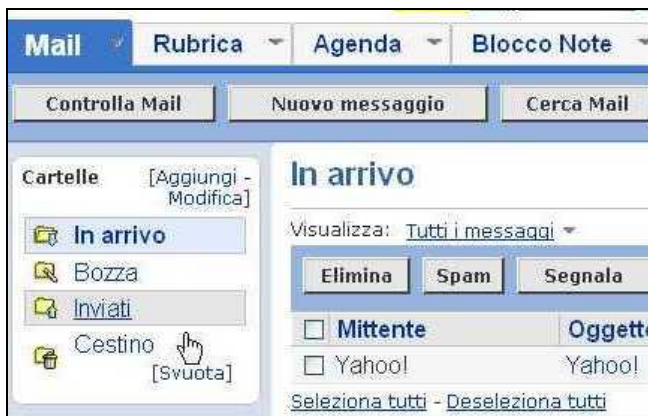 Mail Rubrica Agenda Blocco Note
Controlla Mail Nuovo messaggio Cerca Mail
Cartelle [Aggiungi -
Modifica]
In arrivo
Bozza
Inviati
Cestino
[Svuota]
In arrivo
Visualizza: Tutti i messaggi
Elimina Spam Segnala
Mittente Oggetto
Yahoo! Yahoo!
Seleziona tutti - Deseleziona tutti